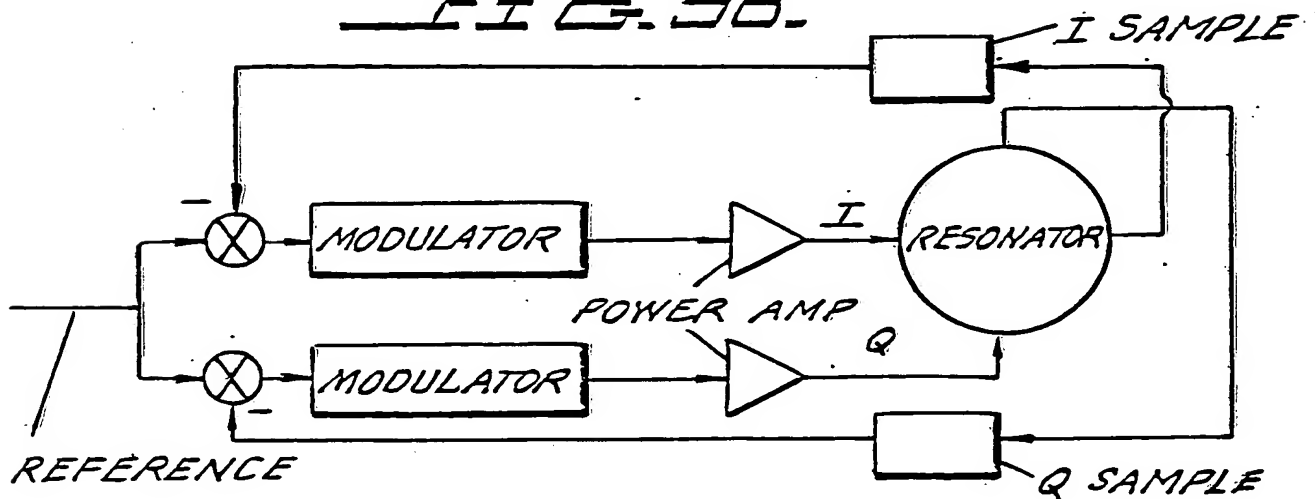 I SAMPLE
-
MODULATOR
I
RESONATOR
POWER AMP
Q
MODULATOR
-
REFERENCE
Q SAMPLE